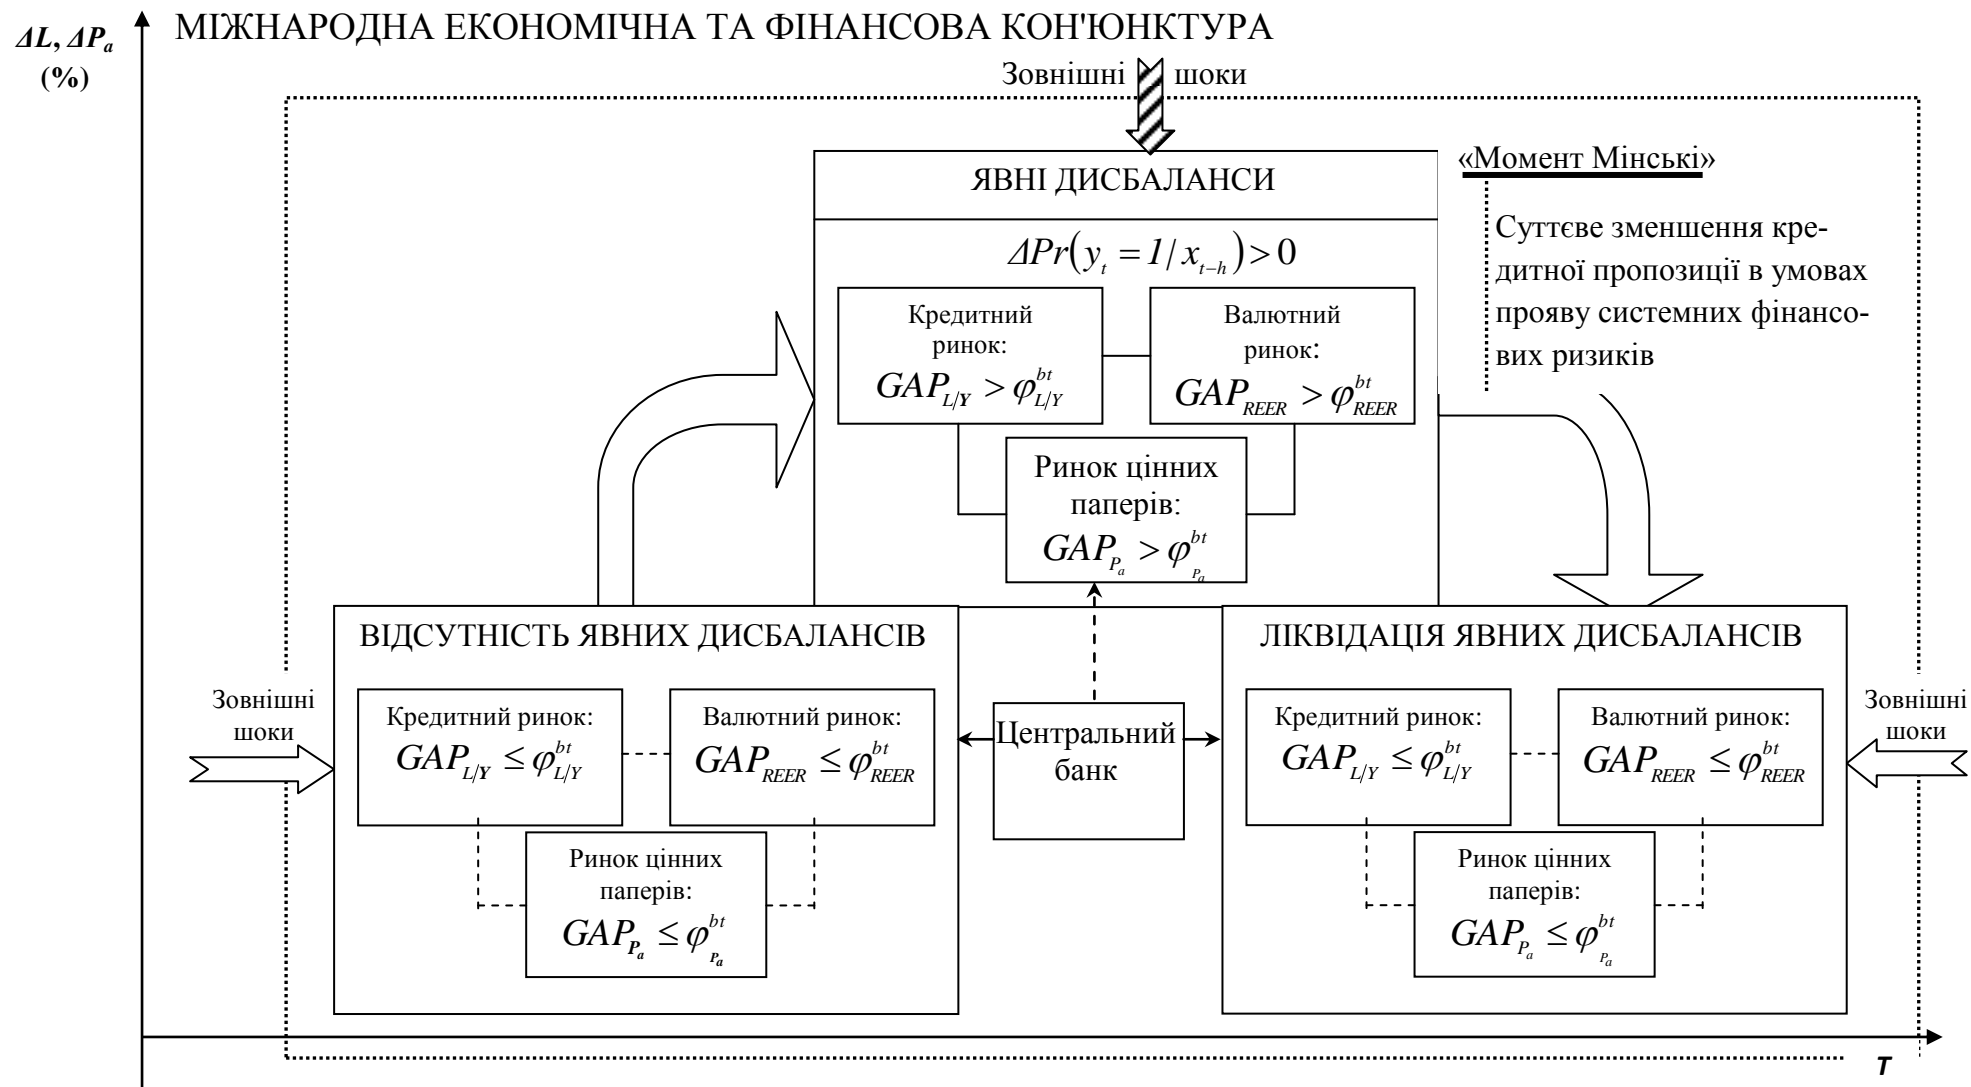 ΔL, ΔPₐ
(%)
МІЖНАРОДНА ЕКОНОМІЧНА ТА ФІНАНСОВА КОН'ЮНКТУРА
Зовнішні шоки
ЯВНІ ДИСБАЛАНСИ
ΔPr(y_t = 1/x_{t-h}) > 0
Кредитний
ринок:
GAP_{L/Y} > φ^{bt}_{L/Y}
Валютний
ринок:
GAP_{REER} > φ^{bt}_{REER}
Ринок цінних
паперів:
GAP_{P_a} > φ^{bt}_{P_a}
«Момент Мінські»
Суттєве зменшення кре-
дитної пропозиції в умовах
прояву системних фінансо-
вих ризиків
Зовнішні
шоки
ВІДСУТНІСТЬ ЯВНИХ ДИСБАЛАНСІВ
Кредитний ринок:
GAP_{L/Y} ≤ φ^{bt}_{L/Y}
Валютний ринок:
GAP_{REER} ≤ φ^{bt}_{REER}
Ринок цінних
паперів:
GAP_{P_a} ≤ φ^{bt}_{P_a}
Центральний
банк
ЛІКВІДАЦІЯ ЯВНИХ ДИСБАЛАНСІВ
Кредитний ринок:
GAP_{L/Y} ≤ φ^{bt}_{L/Y}
Валютний ринок:
GAP_{REER} ≤ φ^{bt}_{REER}
Ринок цінних
паперів:
GAP_{P_a} ≤ φ^{bt}_{P_a}
Зовнішні
шоки
T